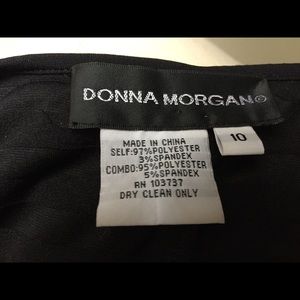 DONNA MORGAN®
10
MADE IN CHINA
SELF:97%POLYESTER
3%SPANDEX
COMBO:95%POLYESTER
5%SPANDEX
RN 103737
DRY CLEAN ONLY